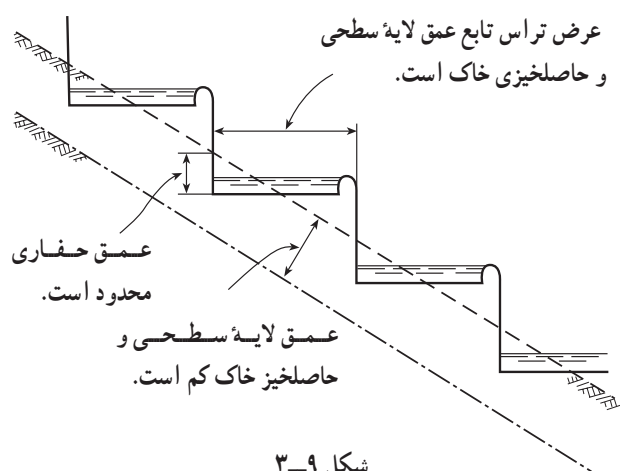 عرض تراس تابع عمق لایهٔ سطحی
و حاصلخیزی خاک است.
عمق حفاری
محدود است.
عمق لایهٔ سطحی و
حاصلخیز خاک کم است.
شکل ۹ــ۳